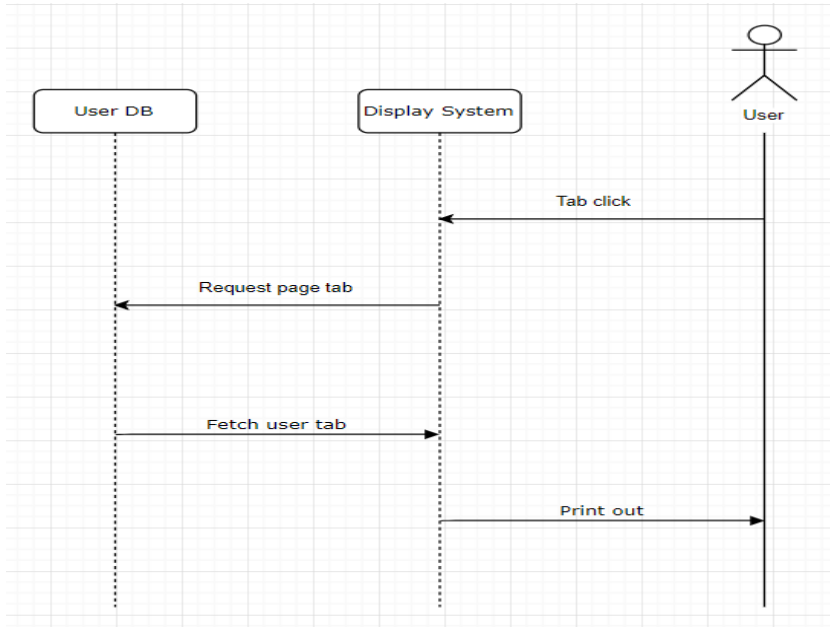 User DB
Display System
User
Tab click
Request page tab
Fetch user tab
Print out